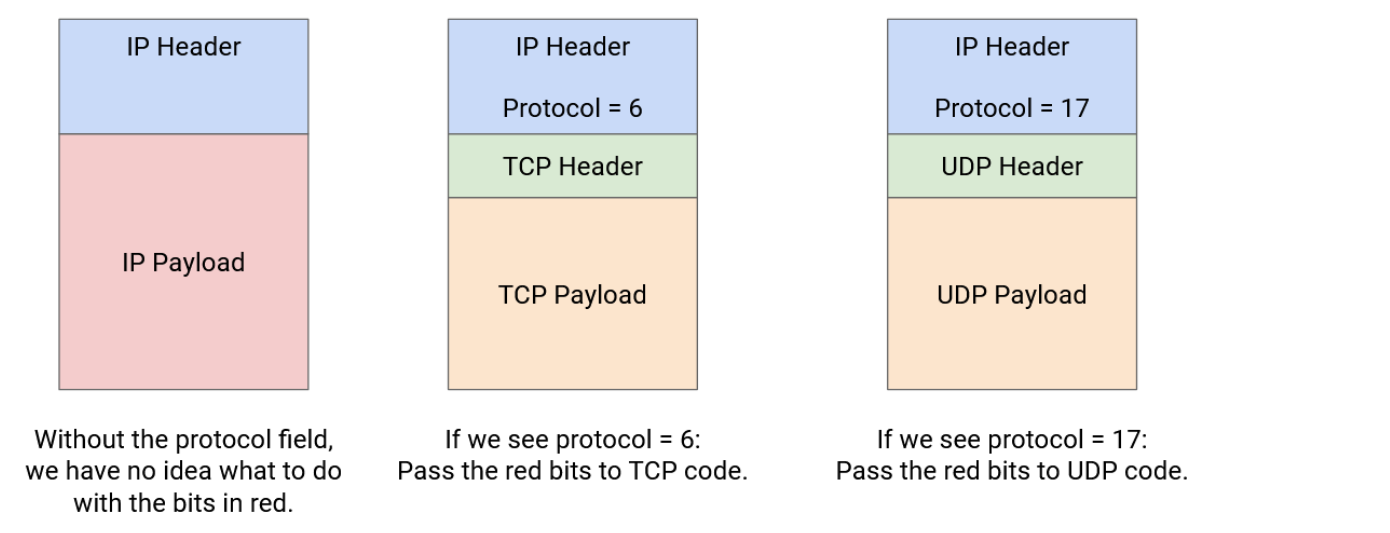 IP Header
IP Payload
Without the protocol field,
we have no idea what to do
with the bits in red.
IP Header
Protocol = 6
TCP Header
TCP Payload
If we see protocol = 6:
Pass the red bits to TCP code.
IP Header
Protocol = 17
UDP Header
UDP Payload
If we see protocol = 17:
Pass the red bits to UDP code.